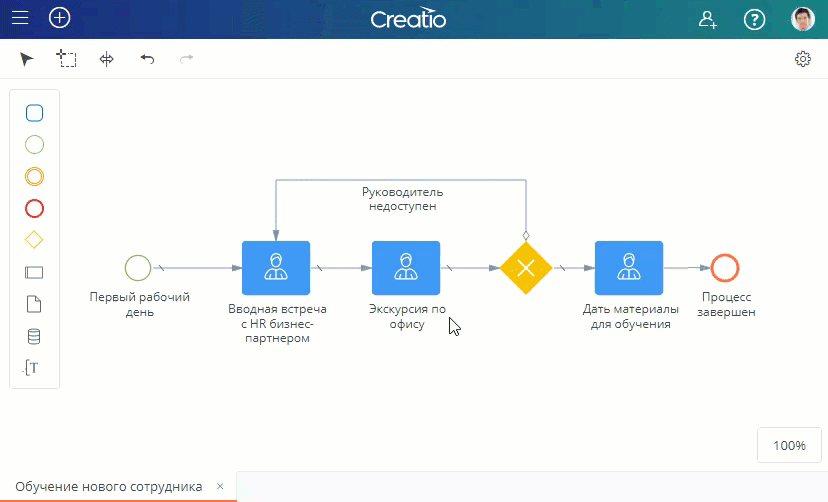 Creatio
Руководитель
недоступен
Первый рабочий
день
Вводная встреча
с HR бизнес-
партнером
Экскурсия по
офису
Дать материалы
для обучения
Процесс
завершен
T
100%
Обучение нового сотрудника ×